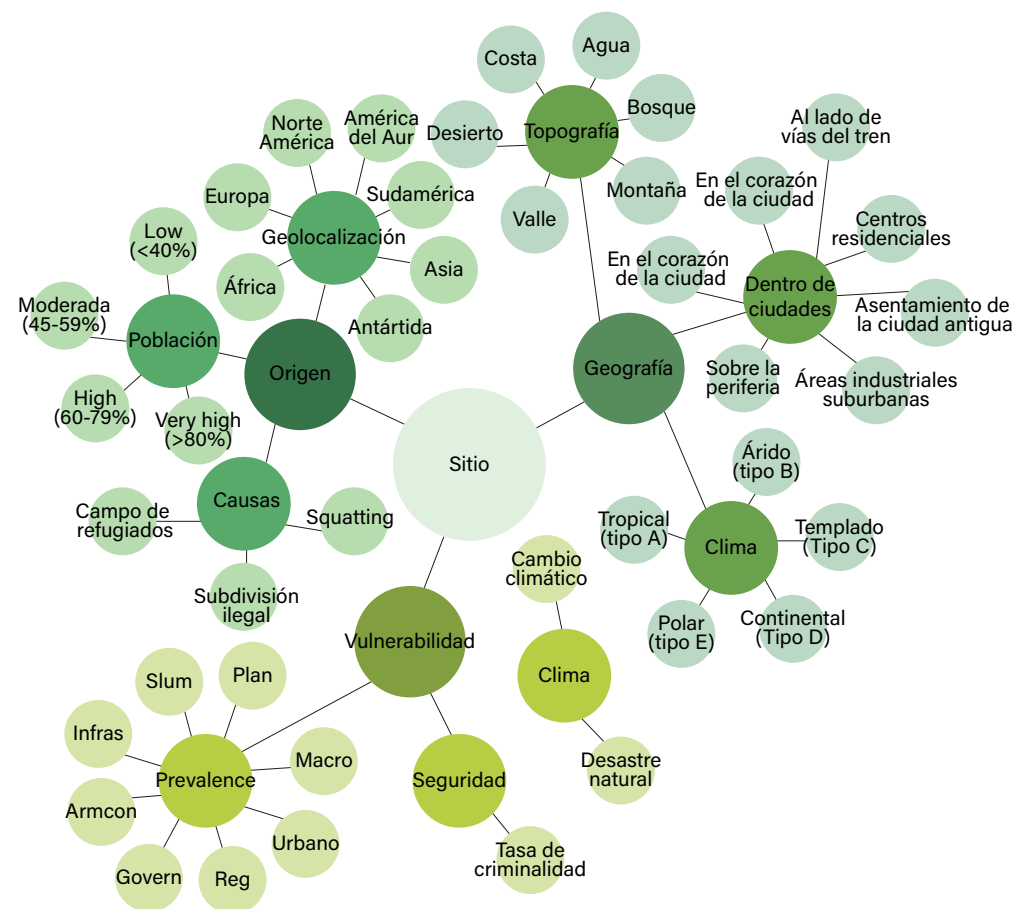 Costa
Agua
Bosque
Desierto
Topografía
Montaña
Valle
Norte
América
América
del Aur
Europa
Sudamérica
Geolocalización
África
Asia
Antártida
Low
(<40%)
Moderada
(45-59%)
Población
High
(60-79%)
Very high
(>80%)
Origen
Causas
Campo de
refugiados
Squatting
Subdivisión
ilegal
Sitio
Geografía
Al lado de
vías del tren
En el corazón
de la ciudad
Centros
residenciales
En el corazón
de la ciudad
Dentro de
ciudades
Asentamiento de
la ciudad antigua
Sobre la
periferia
Áreas industriales
suburbanas
Árido
(tipo B)
Tropical
(tipo A)
Clima
Templado
(Tipo C)
Polar
(tipo E)
Continental
(Tipo D)
Vulnerabilidad
Cambio
climático
Clima
Desastre
natural
Seguridad
Tasa de
criminalidad
Prevalence
Slum
Plan
Infras
Macro
Armcon
Urbano
Govern
Reg